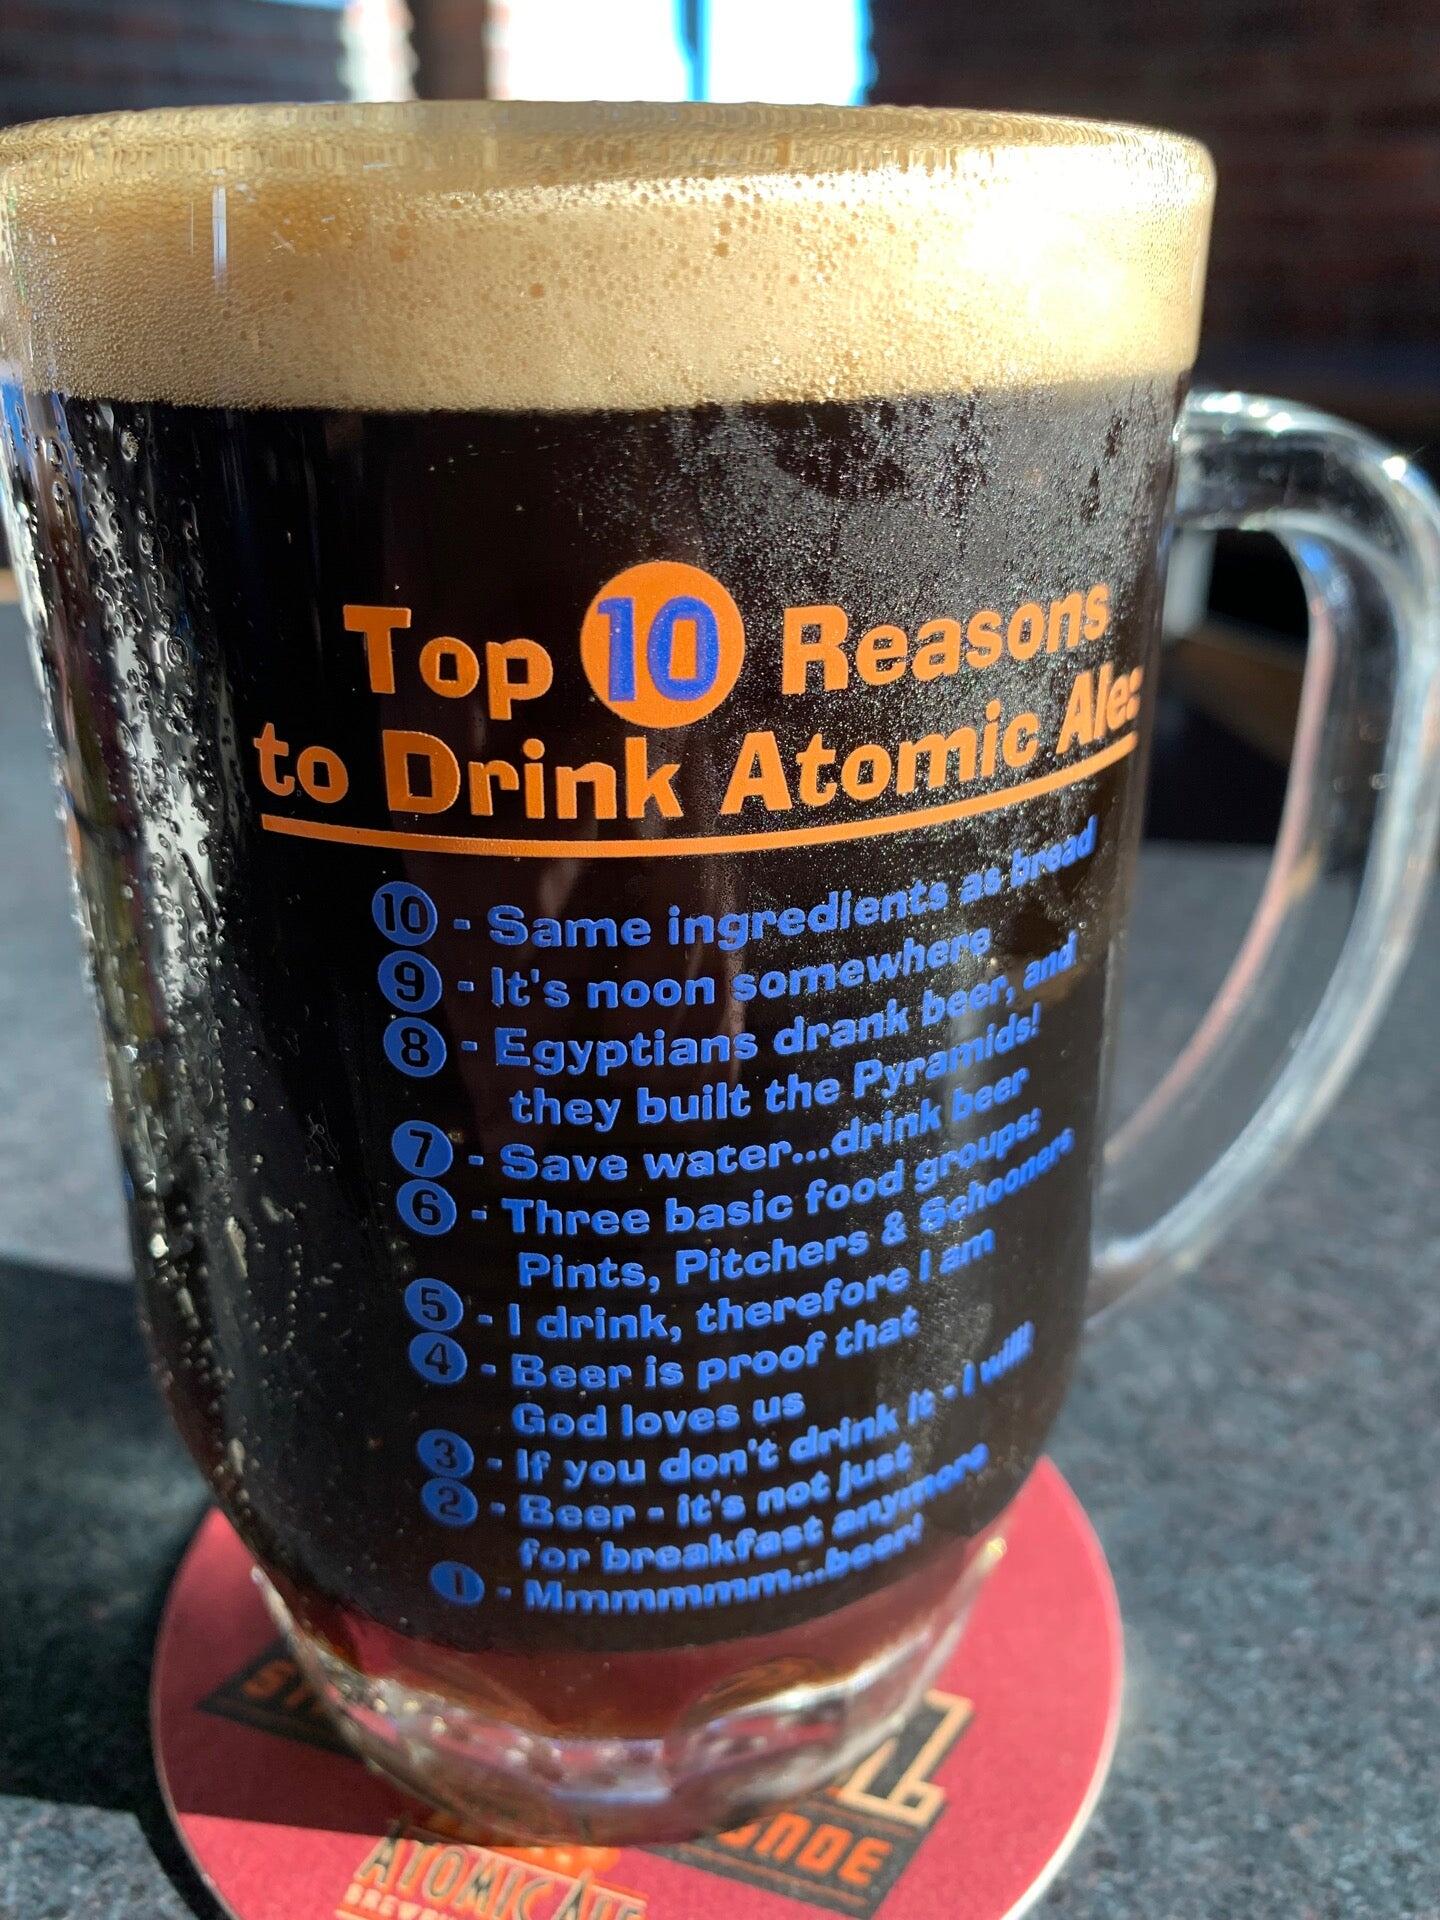 Top 10 Reasons
to Drink Atomic Ale:
10 - Same ingredients as bread
9 - It's noon somewhere
8 - Egyptians drank beer, and
they built the Pyramids!
7 - Save water...drink beer
6 - Three basic food groups:
Pints, Pitchers & Schooners
5 - I drink, therefore I am
4 - Beer is proof that
God loves us
3 - If you don't drink it - I will!
2 - Beer - it's not just
for breakfast anymore
1 - Mmmmmmm...beer!
ATOMIC ALE